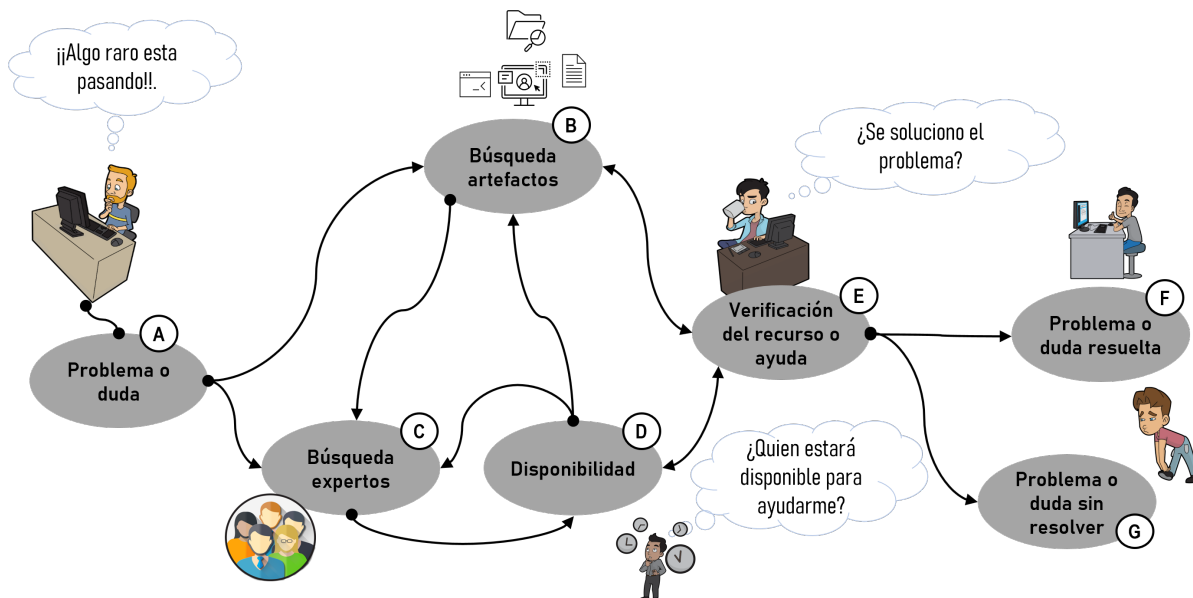 ¡¡Algo raro esta
pasando!!.
B
Búsqueda
artefactos
¿Se soluciono el
problema?
A
Problema o
duda
E
Verificación
del recurso o
ayuda
F
Problema o
duda resuelta
C
Búsqueda
expertos
D
Disponibilidad
¿Quien estará
disponible para
ayudarme?
Problema o
duda sin
resolver
G